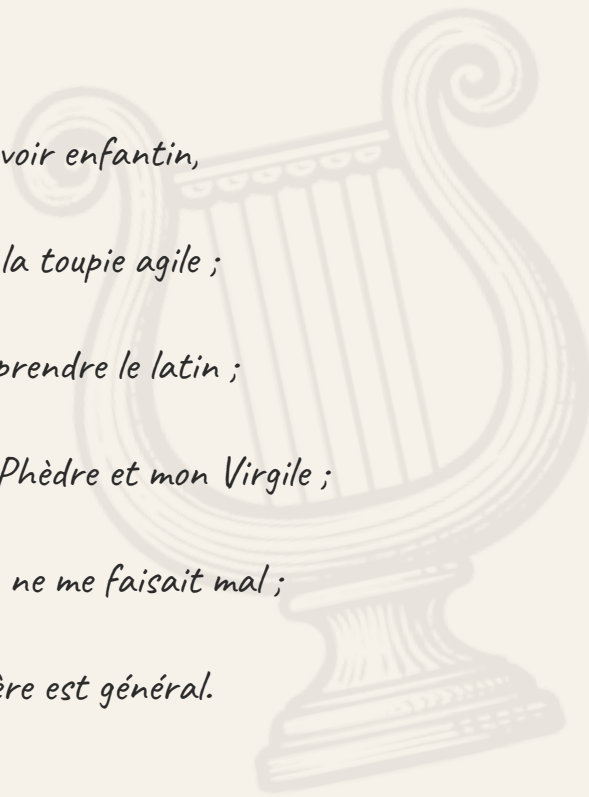 voir enfantin,
la toupie agile ;
prendre le latin ;
Phèdre et mon Virgile ;
ne me faisait mal ;
ère est général.